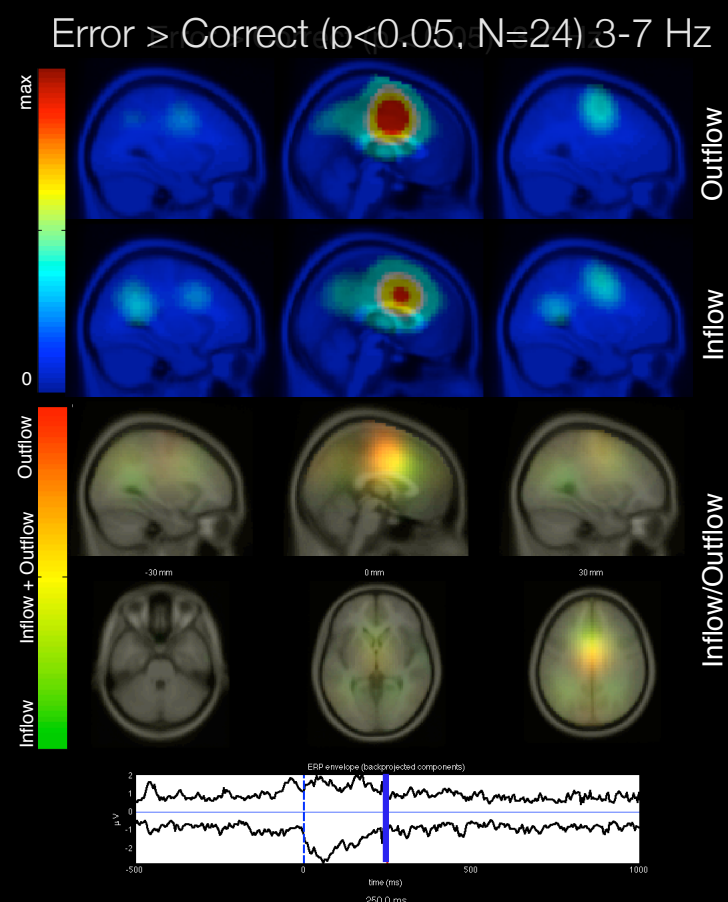 Error > Correct (p<0.05, N=24) 3-7 Hz
max
0
Outflow
Inflow
Outflow
Inflow + Outflow
Inflow
Inflow/Outflow
-30 mm
0 mm
30 mm
ERP envelope (backprojected components)
2
1
0
-1
-2
μV
-500
0
500
1000
time (ms)
250.0 ms